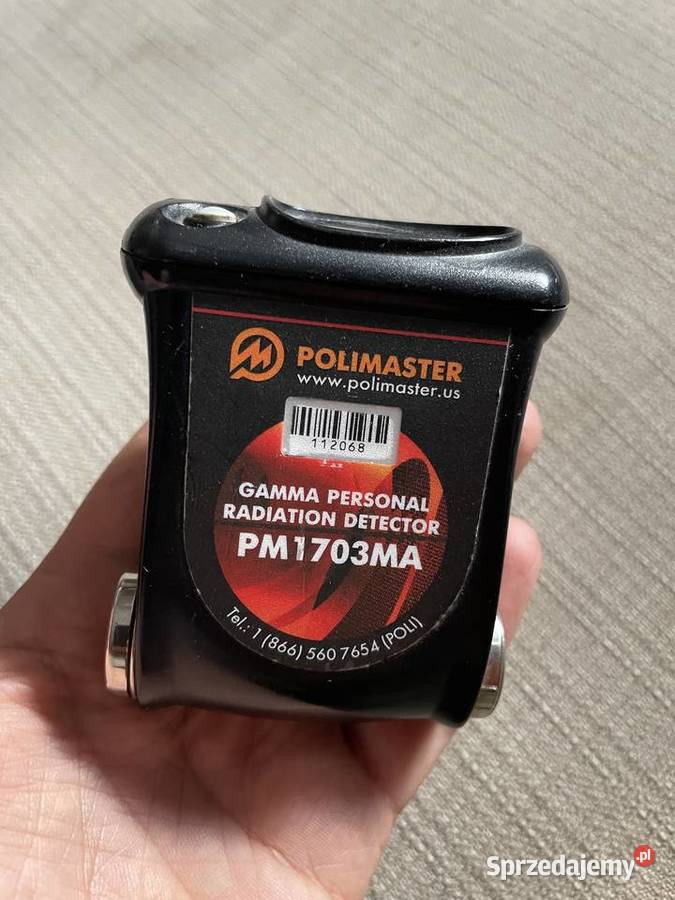 POLIMASTER
www.polimaster.us
112068
GAMMA PERSONAL
RADIATION DETECTOR
PM1703MA
Tel.: 1 (866) 560 7654 (POLI)
Sprzedajemy.pl